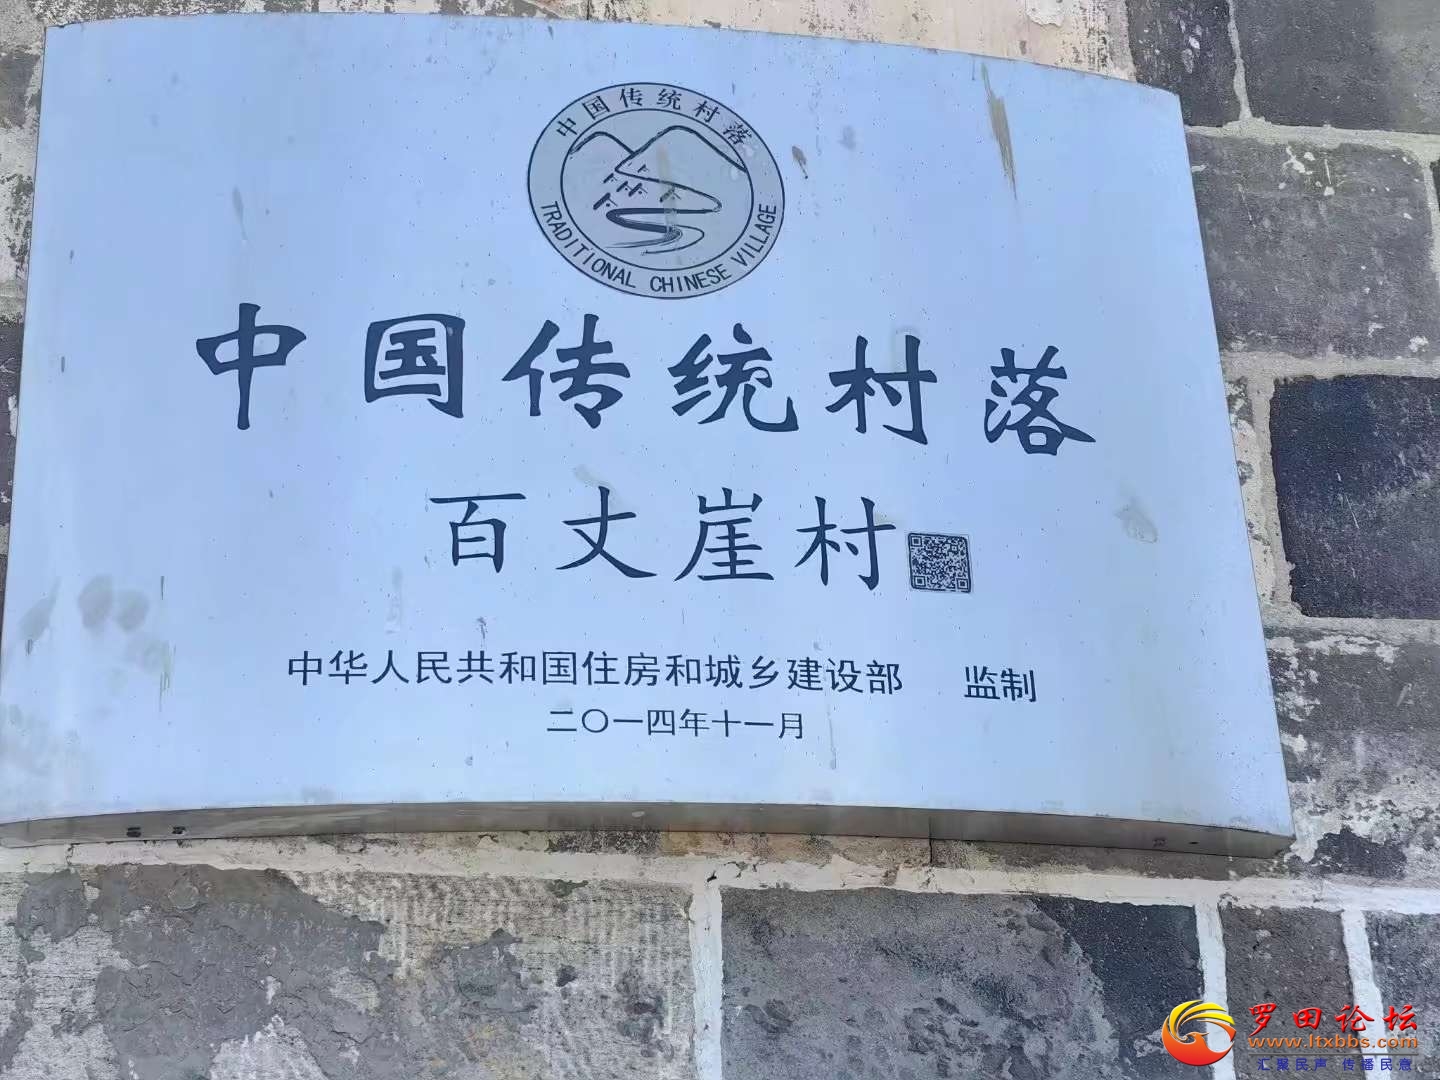 中国传统村落
TRADITIONAL CHINESE VILLAGE
中国传统村落
百丈崖村
中华人民共和国住房和城乡建设部 监制
二〇一四年十一月
罗田论坛
www.ltxbbs.com
汇聚民声 传播民意